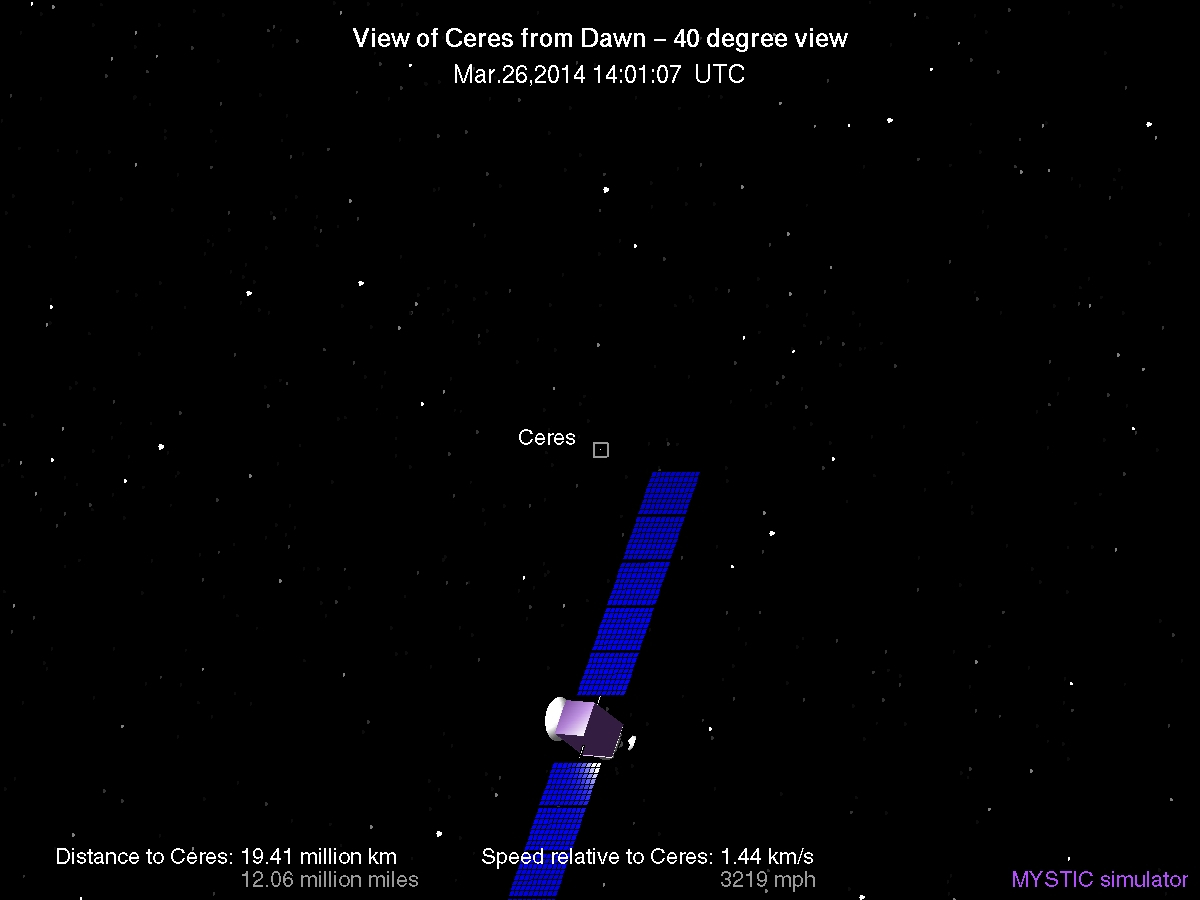 View of Ceres from Dawn – 40 degree view
Mar.26,2014 14:01:07 UTC
Ceres
Distance to Ceres: 19.41 million km
12.06 million miles
Speed relative to Ceres: 1.44 km/s
3219 mph
MYSTIC simulator